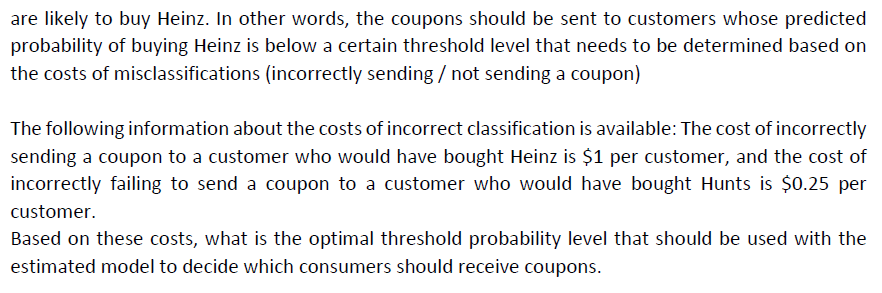 are likely to buy Heinz. In other words, the coupons should be sent to customers whose predicted
probability of buying Heinz is below a certain threshold level that needs to be determined based on
the costs of misclassifications (incorrectly sending / not sending a coupon)
The following information about the costs of incorrect classification is available: The cost of incorrectly
sending a coupon to a customer who would have bought Heinz is $1 per customer, and the cost of
incorrectly failing to send a coupon to a customer who would have bought Hunts is $0.25 per
customer.
Based on these costs, what is the optimal threshold probability level that should be used with the
estimated model to decide which consumers should receive coupons.